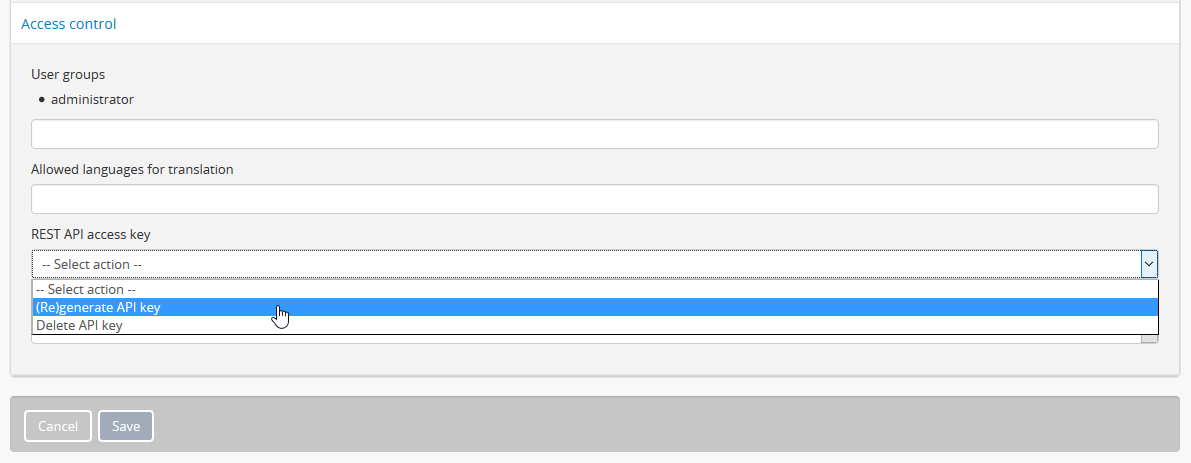 Access control
User groups
administrator
Allowed languages for translation
REST API access key
-- Select action --
-- Select action --
(Re)generate API key
Delete API key
Cancel
Save